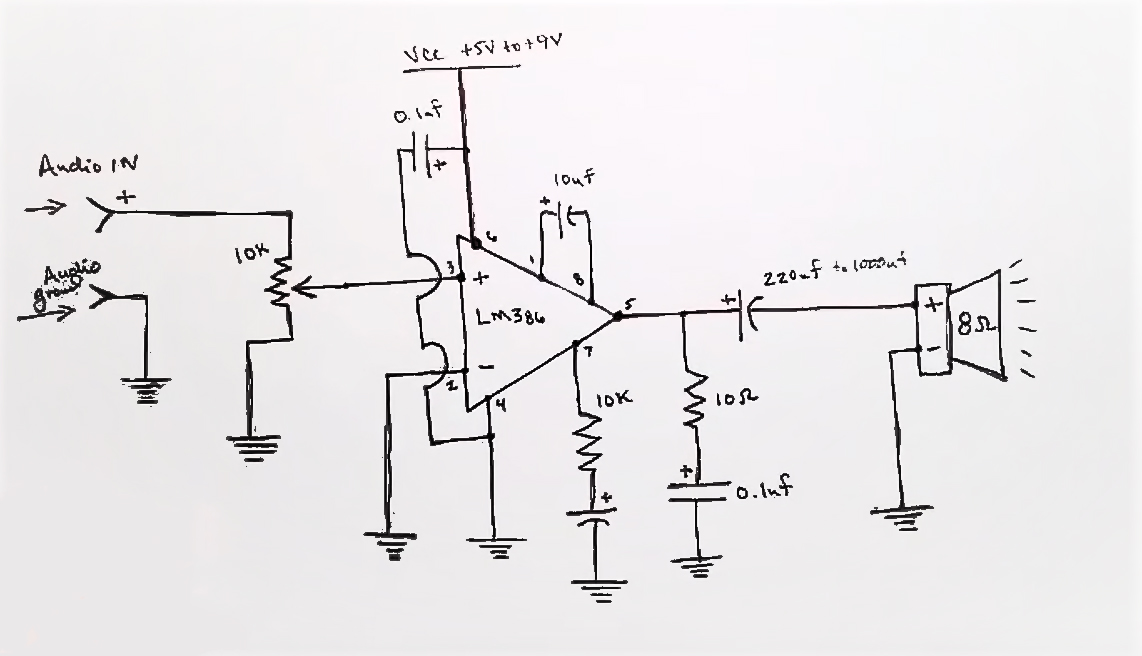 Vcc +5V to +9V
0.1uf
+
Audio IN
+
10uf
+
10K
6
3
+
1
8
Audio
ground
LM386
5
220uf to 1000uf
+
+
8Ω
-
7
2
-
4
10K
10Ω
+
+
0.1uf